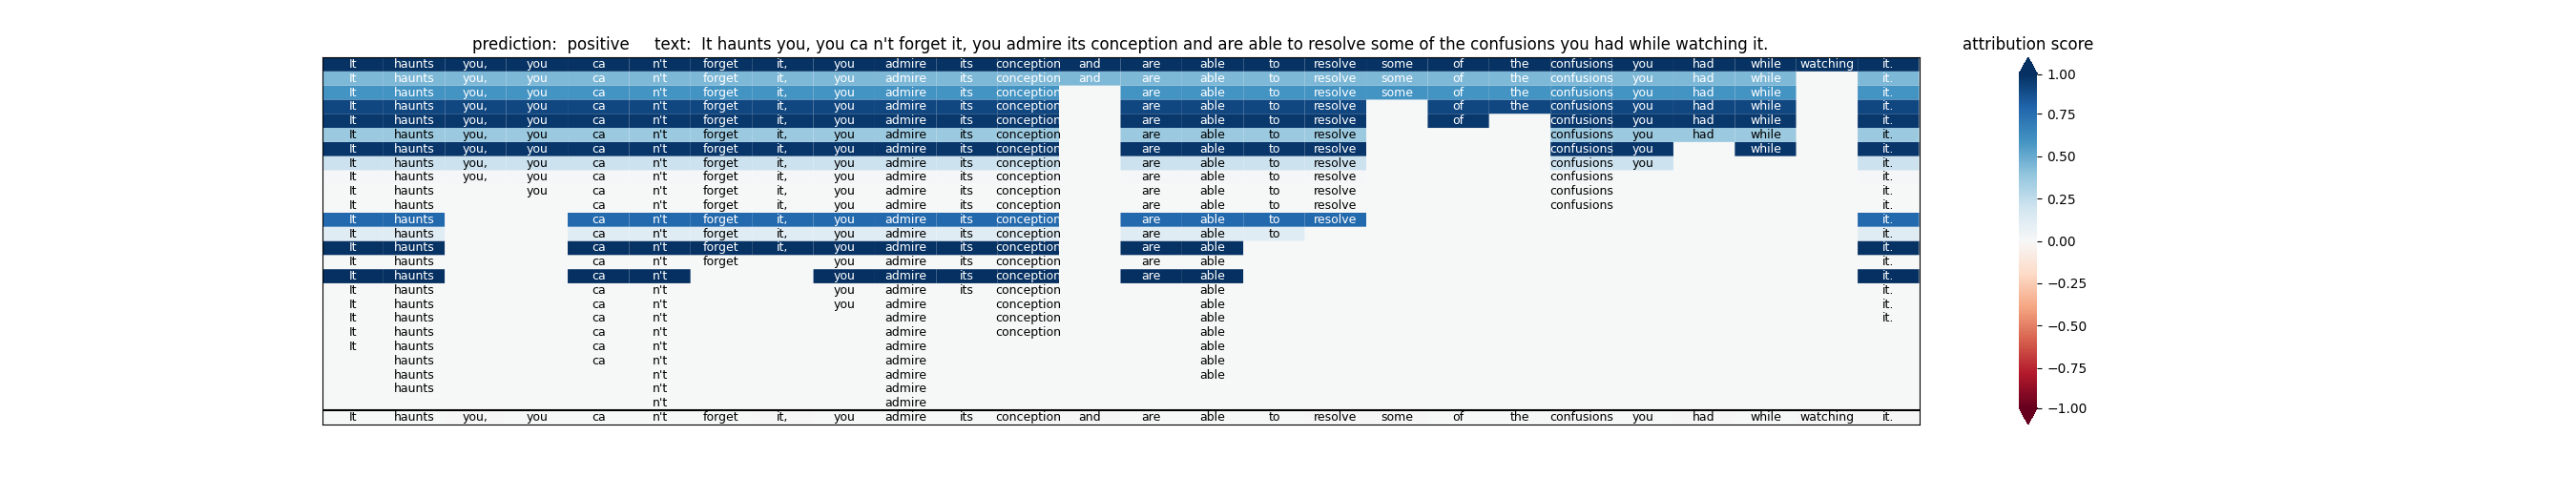 prediction: positive text: It haunts you, you ca n't forget it, you admire its conception and are able to resolve some of the confusions you had while watching it.
attribution score
It haunts you, you ca n't forget it, you admire its conception and are able to resolve some of the confusions you had while watching it.
It haunts you, you ca n't forget it, you admire its conception and are able to resolve some of the confusions you had while it.
It haunts you, you ca n't forget it, you admire its conception are able to resolve some of the confusions you had while it.
It haunts you, you ca n't forget it, you admire its conception are able to resolve of the confusions you had while it.
It haunts you, you ca n't forget it, you admire its conception are able to resolve of confusions you had while it.
It haunts you, you ca n't forget it, you admire its conception are able to resolve confusions you had while it.
It haunts you, you ca n't forget it, you admire its conception are able to resolve confusions you while it.
It haunts you, you ca n't forget it, you admire its conception are able to resolve confusions you it.
It haunts you, you ca n't forget it, you admire its conception are able to resolve confusions it.
It haunts you ca n't forget it, you admire its conception are able to resolve confusions it.
It haunts ca n't forget it, you admire its conception are able to resolve confusions it.
It haunts ca n't forget it, you admire its conception are able to resolve it.
It haunts ca n't forget it, you admire its conception are able to it.
It haunts ca n't forget it, you admire its conception are able it.
It haunts ca n't forget you admire its conception are able it.
It haunts ca n't you admire its conception are able it.
It haunts ca n't you admire its conception able it.
It haunts ca n't you admire conception able it.
It haunts ca n't admire conception able it.
It haunts ca n't admire conception able
It haunts ca n't admire able
haunts ca n't admire able
haunts n't admire able
haunts n't admire
n't admire
It haunts you, you ca n't forget it, you admire its conception and are able to resolve some of the confusions you had while watching it.
1.00
0.75
0.50
0.25
0.00
−0.25
−0.50
−0.75
−1.00